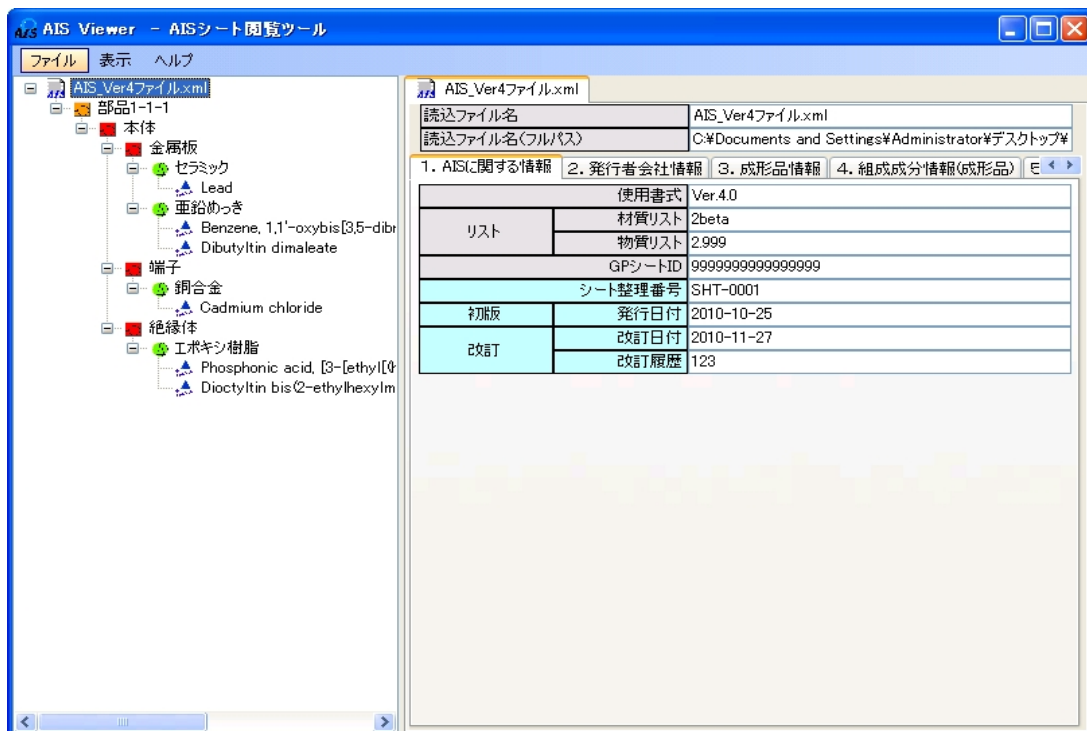 AIS Viewer - AISシート閲覧ツール
ファイル 表示 ヘルプ
AIS_Ver4ファイル.xml
部品1-1-1
本体
金属板
セラミック
Lead
亜鉛めっき
Benzene, 1,1'-oxybis[3,5-dibr
Dibutyltin dimaleate
端子
銅合金
Cadmium chloride
絶縁体
エポキシ樹脂
Phosphonic acid, [3-[ethyl[(
Dioctyltin bis(2-ethylhexylm
AIS_Ver4ファイル.xml
読込ファイル名 AIS_Ver4ファイル.xml
読込ファイル名(フルパス) C:¥Documents and Settings¥Administrator¥デスクトップ¥
1. AISに関する情報 2. 発行者会社情報 3. 成形品情報 4. 組成成分情報(成形品)
使用書式 Ver.4.0
リスト 材質リスト 2beta
物質リスト 2.999
GPシートID 9999999999999999
シート整理番号 SHT-0001
初版 発行日付 2010-10-25
改訂 改訂日付 2010-11-27
改訂履歴 123